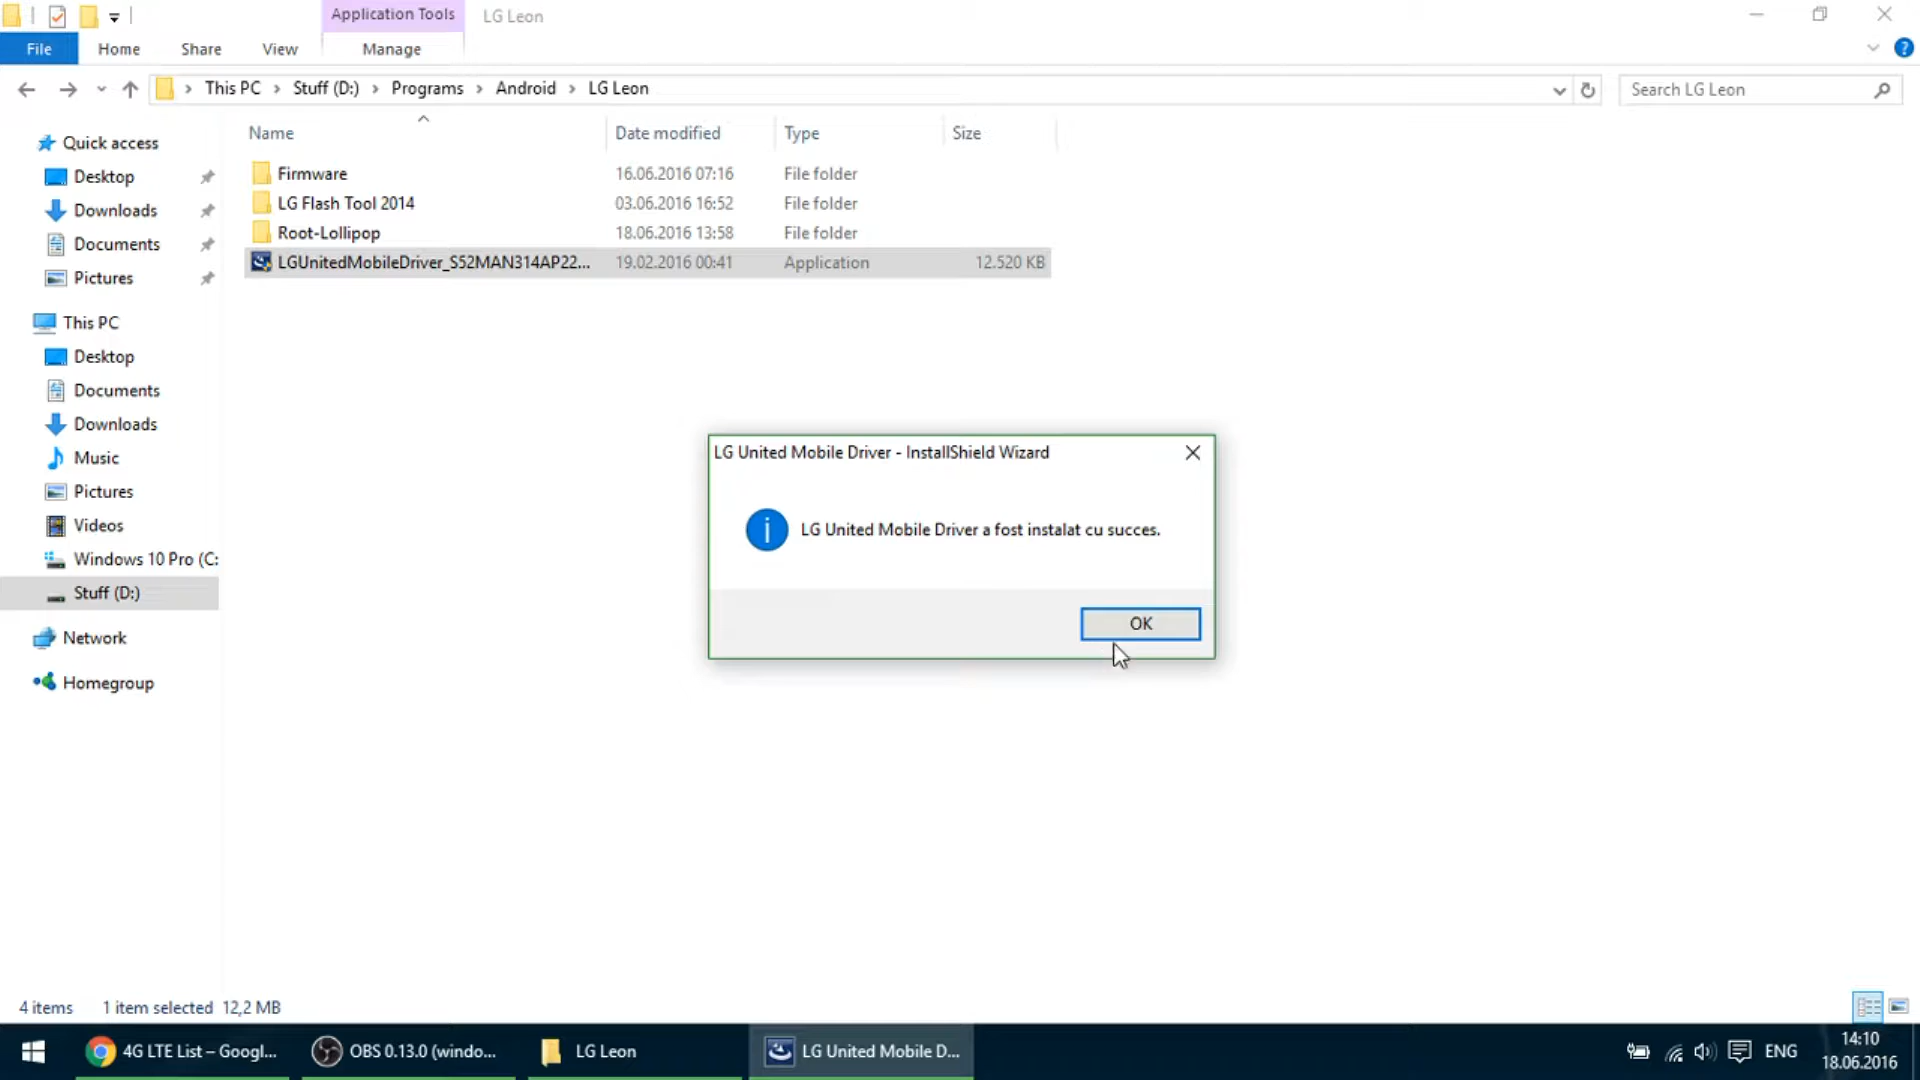 Application Tools
LG Leon
File
Home
Share
View
Manage
This PC
Stuff (D:)
Programs
Android
LG Leon
Search LG Leon
Name
Date modified
Type
Size
Firmware
16.06.2016 07:16
File folder
LG Flash Tool 2014
03.06.2016 16:52
File folder
Root-Lollipop
18.06.2016 13:58
File folder
LGUnitedMobileDriver_S52MAN314AP22...
19.02.2016 00:41
Application
12.520 KB
Quick access
Desktop
Downloads
Documents
Pictures
This PC
Desktop
Documents
Downloads
Music
Pictures
Videos
Windows 10 Pro (C:
Stuff (D:)
Network
Homegroup
LG United Mobile Driver - InstallShield Wizard
LG United Mobile Driver a fost instalat cu succes.
OK
4 items
1 item selected 12,2 MB
4G LTE List – Googl...
OBS 0.13.0 (windo...
LG Leon
LG United Mobile D...
ENG
14:10
18.06.2016